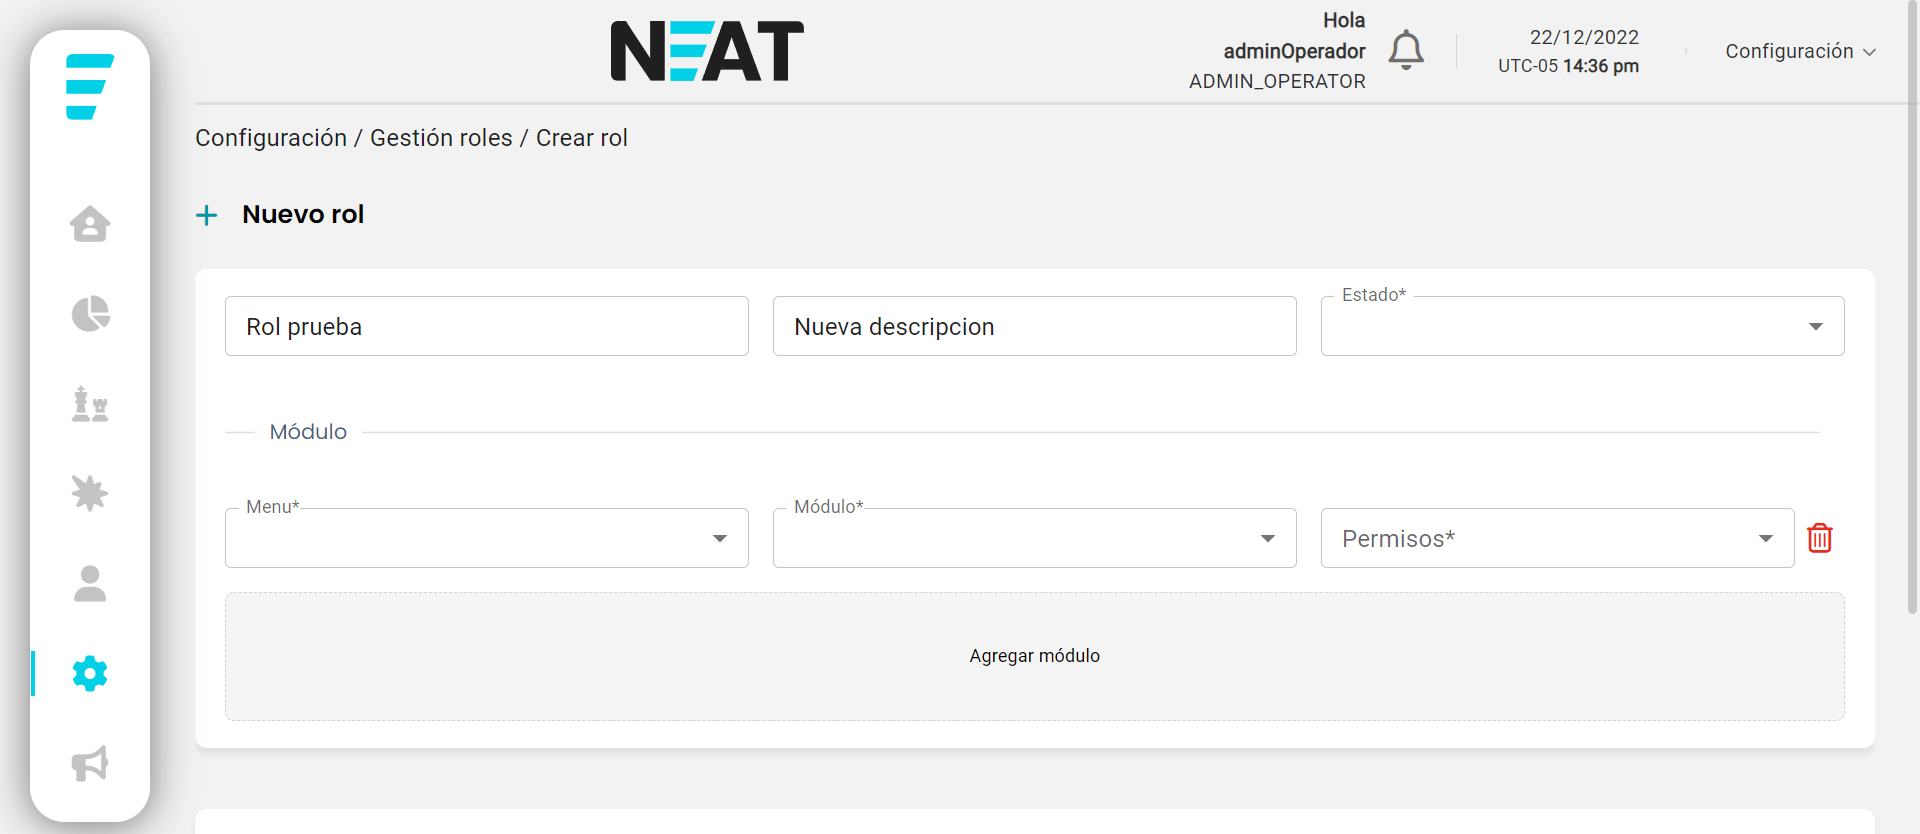 NEAT
Hola
adminOperador
ADMIN_OPERATOR
22/12/2022
UTC-05 14:36 pm
Configuración
Configuración / Gestión roles / Crear rol
Nuevo rol
Rol prueba
Nueva descripcion
Estado*
Módulo
Menu*
Módulo*
Permisos*
Agregar módulo